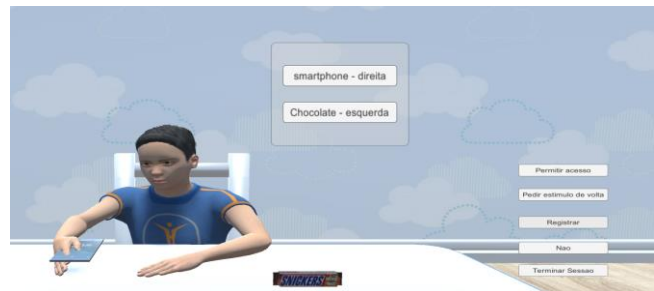 smartphone - direita
Chocolate - esquerda
Permitir acesso
Pedir estimulo de volta
Registrar
Nao
Terminar Sessao
SNICKERS